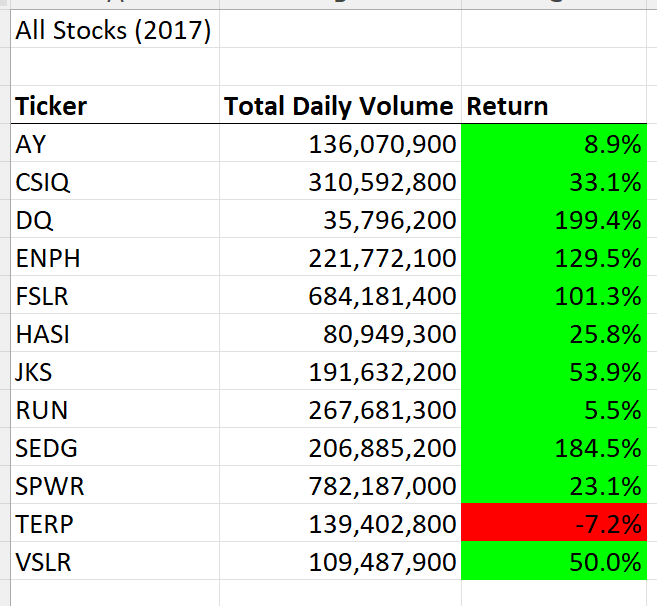 All Stocks (2017)
Ticker Total Daily Volume Return
AY 136,070,900 8.9%
CSIQ 310,592,800 33.1%
DQ 35,796,200 199.4%
ENPH 221,772,100 129.5%
FSLR 684,181,400 101.3%
HASI 80,949,300 25.8%
JKS 191,632,200 53.9%
RUN 267,681,300 5.5%
SEDG 206,885,200 184.5%
SPWR 782,187,000 23.1%
TERP 139,402,800 -7.2%
VSLR 109,487,900 50.0%